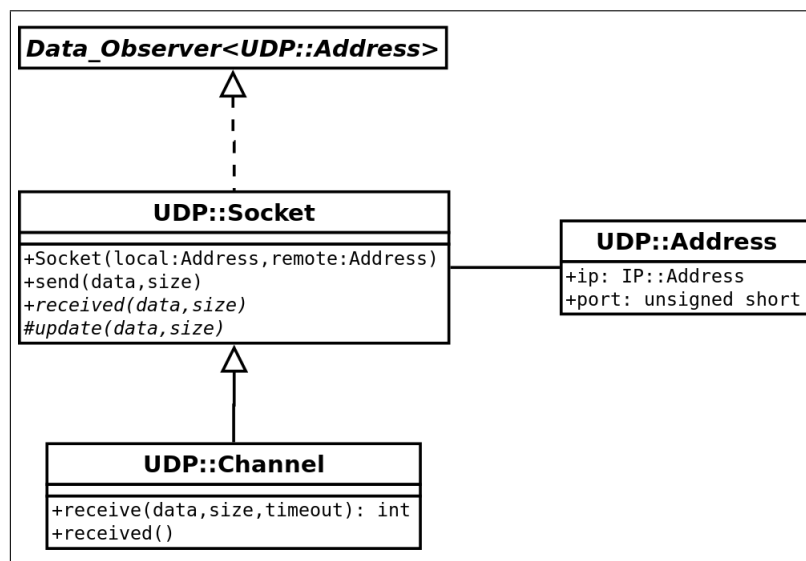 Data_Observer<UDP::Address>
UDP::Socket
+Socket(local:Address,remote:Address)
+send(data,size)
+received(data,size)
#update(data,size)
UDP::Address
+ip: IP::Address
+port: unsigned short
UDP::Channel
+receive(data,size,timeout): int
+received()